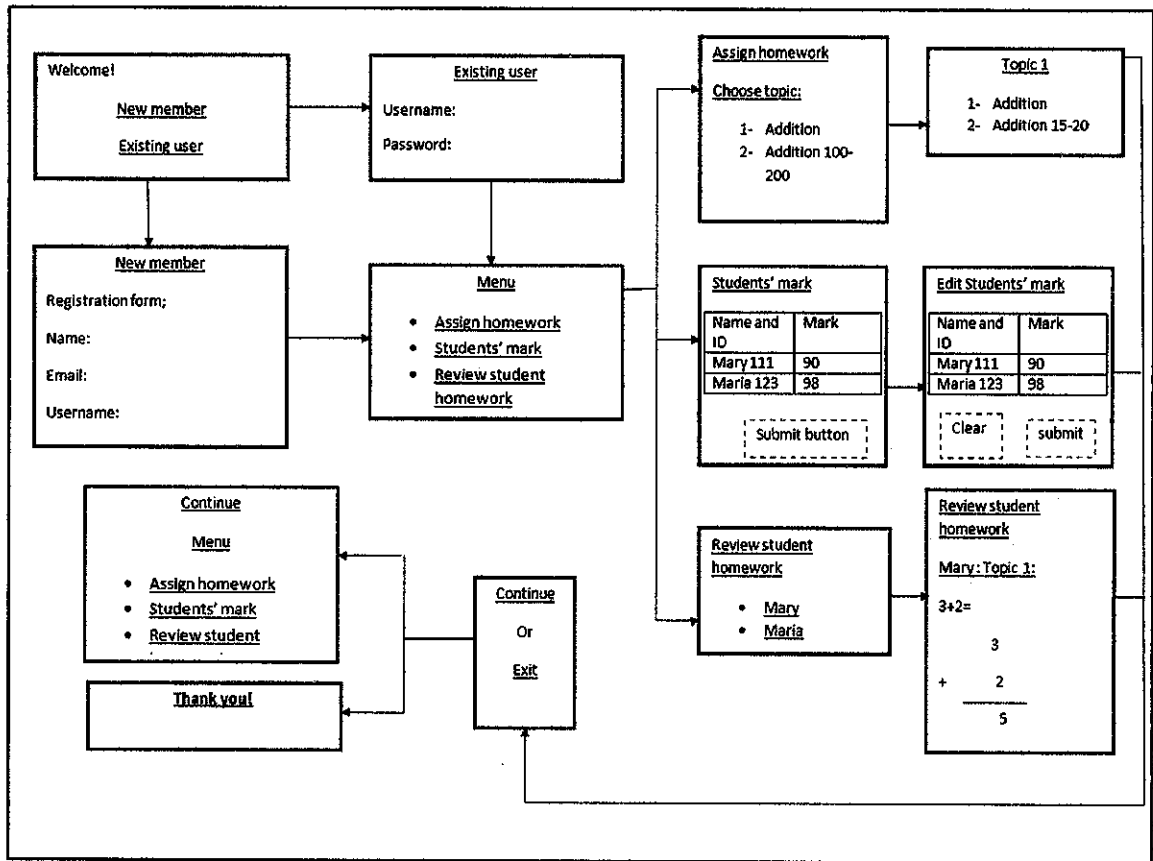 Welcome!
New member
Existing user
Existing user
Username:
Password:
Assign homework
Choose topic:
1- Addition
2- Addition 100-
200
Topic 1
1- Addition
2- Addition 15-20
New member
Registration form;
Name:
Email:
Username:
Menu
• Assign homework
• Students' mark
• Review student
homework
Students' mark
Name and Mark
ID
Mary 111 90
Maria 123 98
Submit button
Edit Students' mark
Name and Mark
ID
Mary 111 90
Maria 123 98
Clear submit
Continue
Menu
• Assign homework
• Students' mark
• Review student
Thank you!
Continue
Or
Exit
Review student
homework
• Mary
• Maria
Review student
homework
Mary: Topic 1:
3+2=
3
+ 2
5